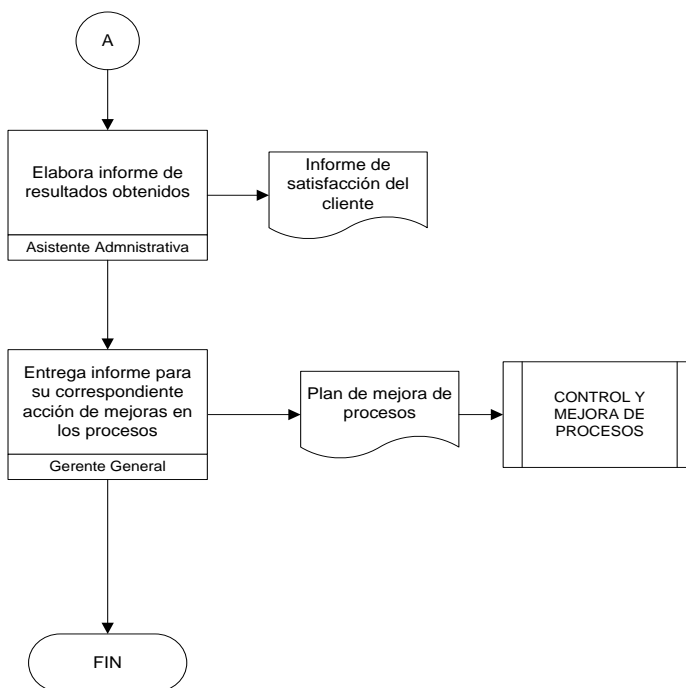 A
Elabora informe de
resultados obtenidos
Asistente Admnistrativa
Informe de
satisfacción del
cliente
Entrega informe para
su correspondiente
acción de mejoras en
los procesos
Gerente General
Plan de mejora de
procesos
CONTROL Y
MEJORA DE
PROCESOS
FIN